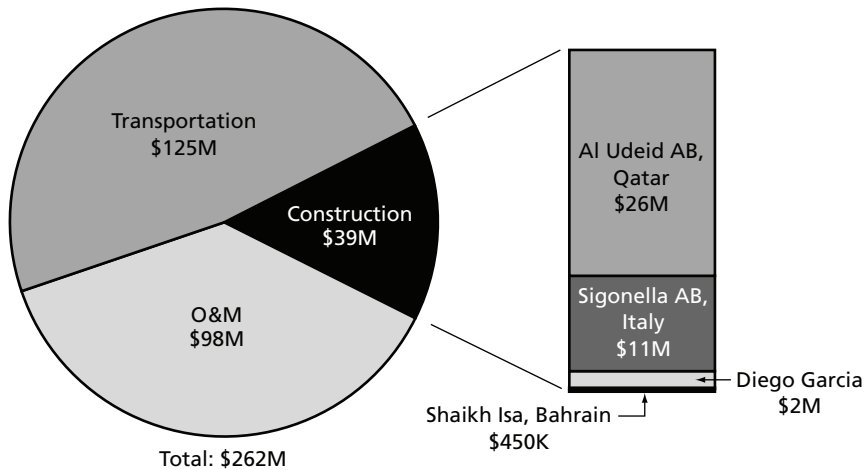 Transportation
$125M
Construction
$39M
O&M
$98M
Total: $262M
Al Udeid AB,
Qatar
$26M
Sigonella AB,
Italy
$11M
Diego Garcia
$2M
Shaikh Isa, Bahrain
$450K